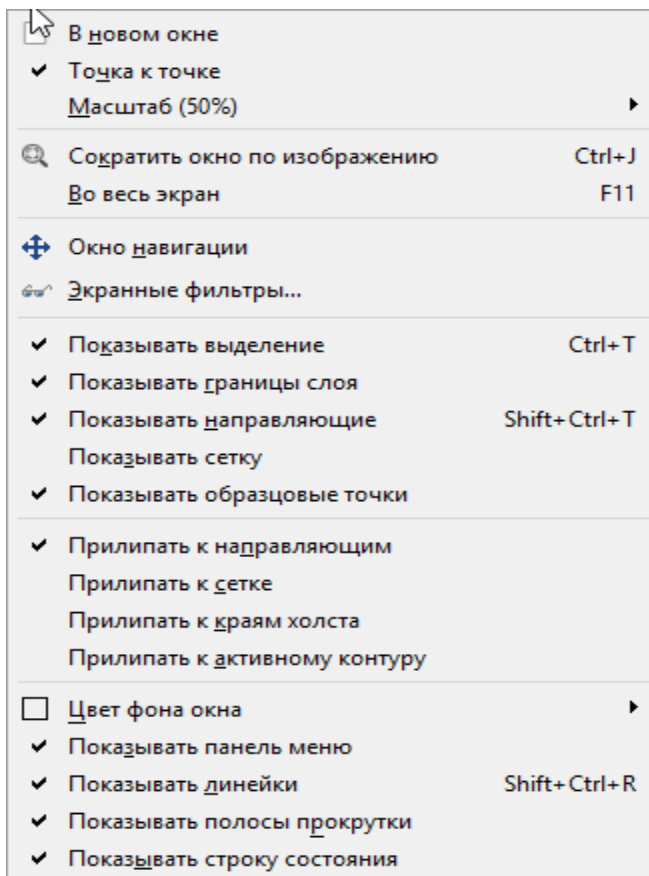 В новом окне
Точка к точке
Масштаб (50%)
Сократить окно по изображению Ctrl+J
Во весь экран F11
Окно навигации
Экранные фильтры...
Показывать выделение Ctrl+T
Показывать границы слоя
Показывать направляющие Shift+Ctrl+T
Показывать сетку
Показывать образцовые точки
Прилипать к направляющим
Прилипать к сетке
Прилипать к краям холста
Прилипать к активному контуру
Цвет фона окна
Показывать панель меню
Показывать линейки Shift+Ctrl+R
Показывать полосы прокрутки
Показывать строку состояния